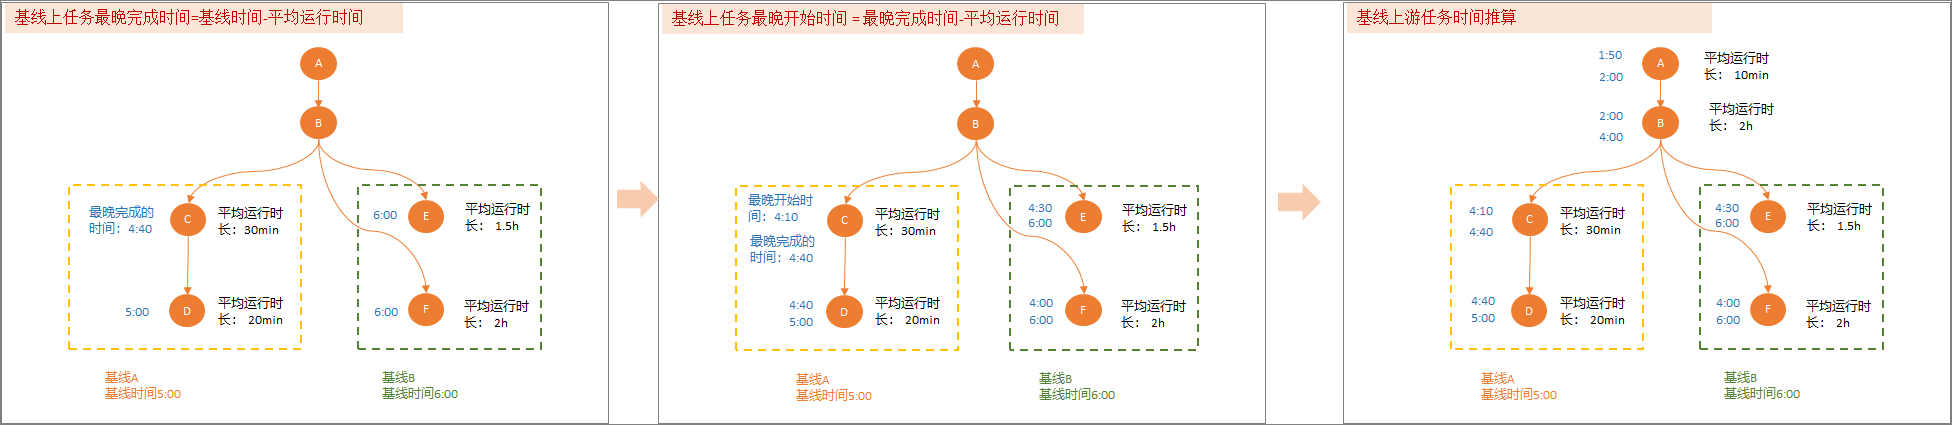 基线上任务最晚完成时间=基线时间-平均运行时间
A
B
最晚完成的
时间：4:40
C
平均运行时
长：30min
5:00
D
平均运行时
长： 20min
6:00
E
平均运行时
长： 1.5h
6:00
F
平均运行时
长： 2h
基线A
基线时间5:00
基线B
基线时间6:00
基线上任务最晚开始时间 = 最晚完成时间-平均运行时间
A
B
最晚开始时
间：4:10
最晚完成的
时间：4:40
C
平均运行时
长：30min
4:40
5:00
D
平均运行时
长： 20min
4:30
6:00
E
平均运行时
长： 1.5h
4:00
6:00
F
平均运行时
长： 2h
基线A
基线时间5:00
基线B
基线时间6:00
基线上游任务时间推算
1:50
2:00
A
平均运行时
长： 10min
2:00
4:00
B
平均运行时
长： 2h
4:10
4:40
C
平均运行时
长：30min
4:40
5:00
D
平均运行时
长： 20min
4:30
6:00
E
平均运行时
长： 1.5h
4:00
6:00
F
平均运行时
长： 2h
基线A
基线时间5:00
基线B
基线时间6:00